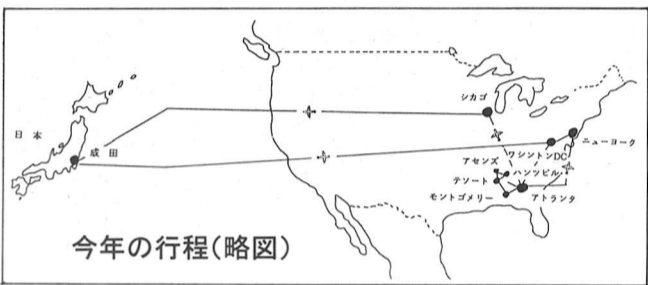 シカゴ
日本
成田
ニューヨーク
ワシントンDC
アセンズ
ハンツビル
テソート
モントゴメリー
アトランタ
今年の行程(略図)